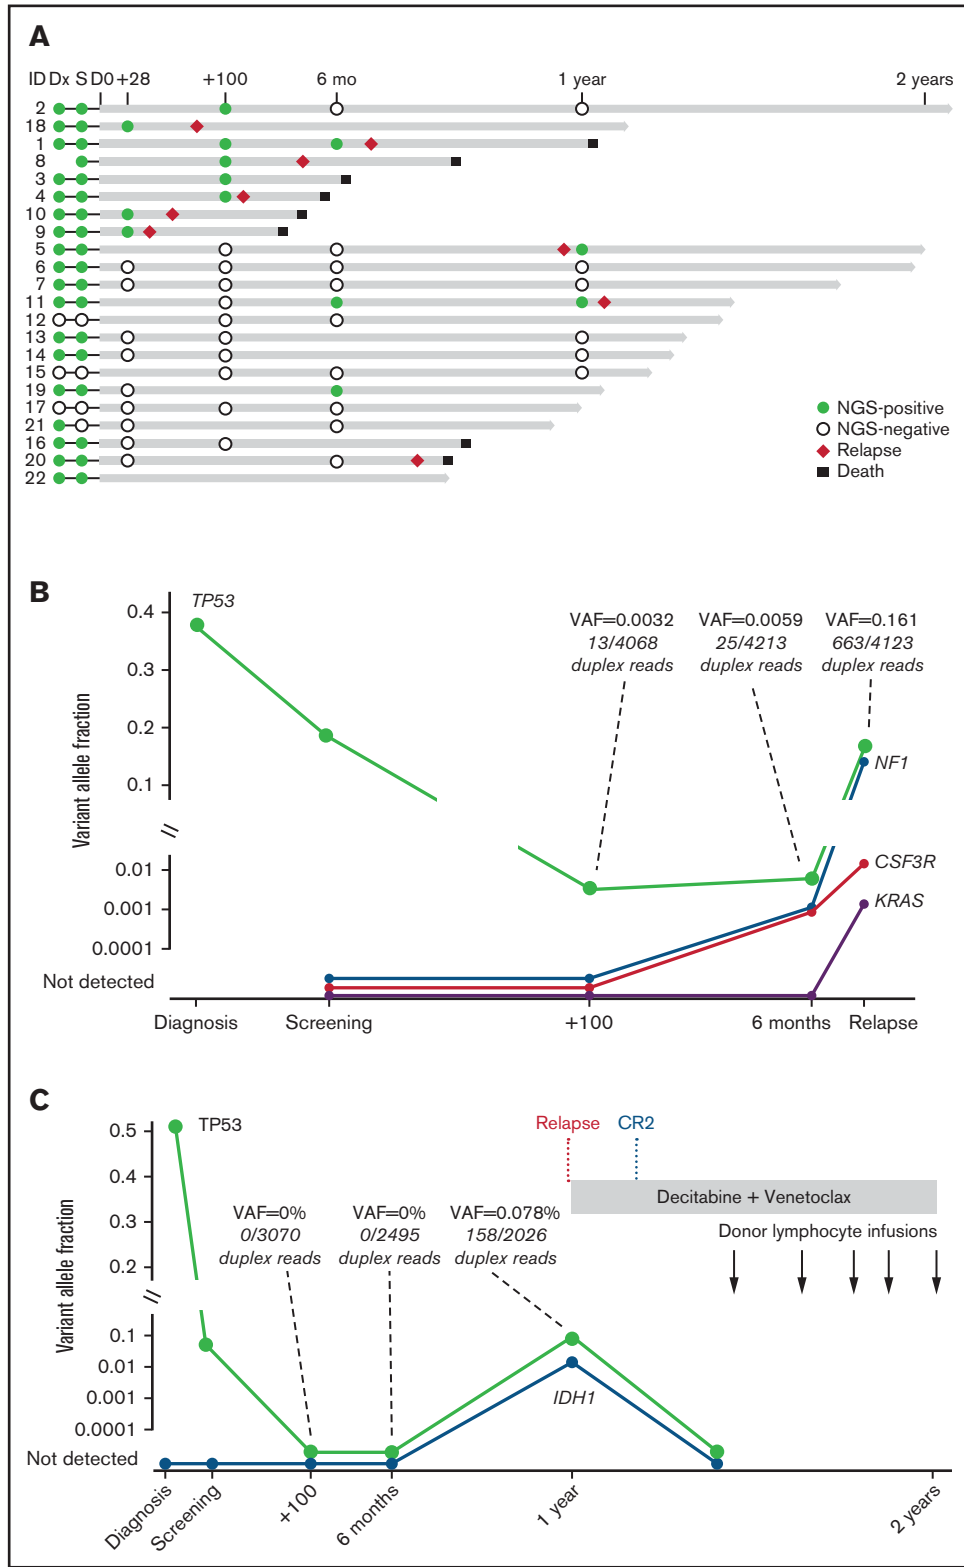 A
ID Dx S D0 +28 +100 6 mo 1 year 2 years
2
18
1
8
3
4
10
9
5
6
7
11
12
13
14
15
19
17
21
16
20
22
NGS-positive
NGS-negative
Relapse
Death
B
Variant allele fraction
0.4
0.3
0.2
0.1
0.01
0.001
0.0001
Not detected
TP53
VAF=0.0032
13/4068
duplex reads
VAF=0.0059
25/4213
duplex reads
VAF=0.161
663/4123
duplex reads
NF1
CSF3R
KRAS
Diagnosis Screening +100 6 months Relapse
C
Variant allele fraction
0.5
0.4
0.3
0.2
0.1
0.01
0.001
0.0001
Not detected
TP53
VAF=0%
0/3070
duplex reads
VAF=0%
0/2495
duplex reads
VAF=0.078%
158/2026
duplex reads
Relapse
CR2
Decitabine + Venetoclax
Donor lymphocyte infusions
IDH1
Diagnosis
Screening
+100
6 months
1 year
2 years